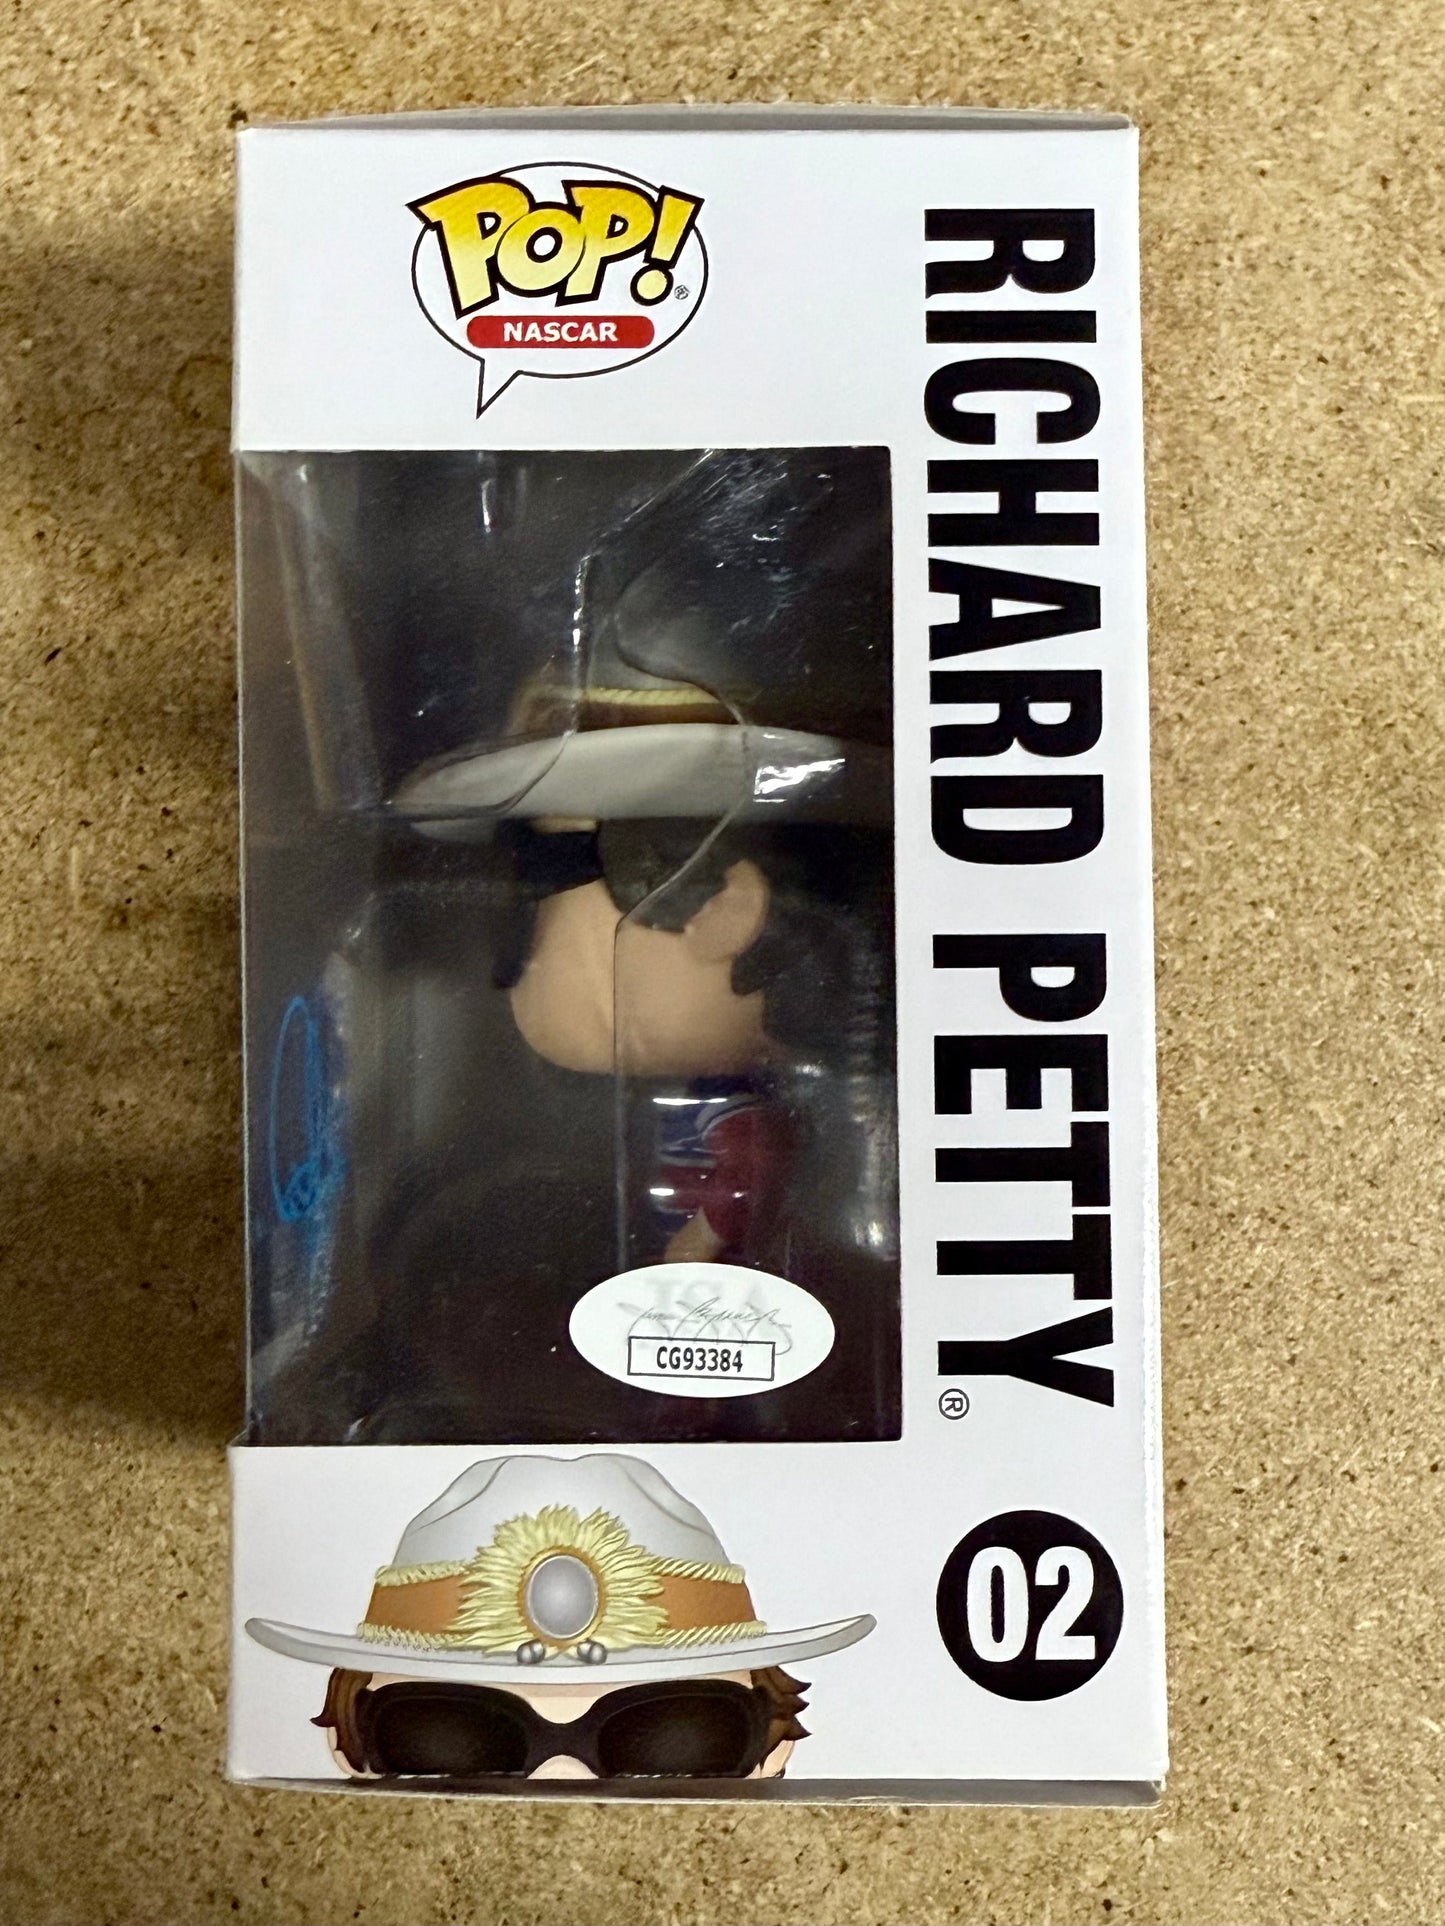 POP!®
NASCAR
RICHARD PETTY®
CG93384
02